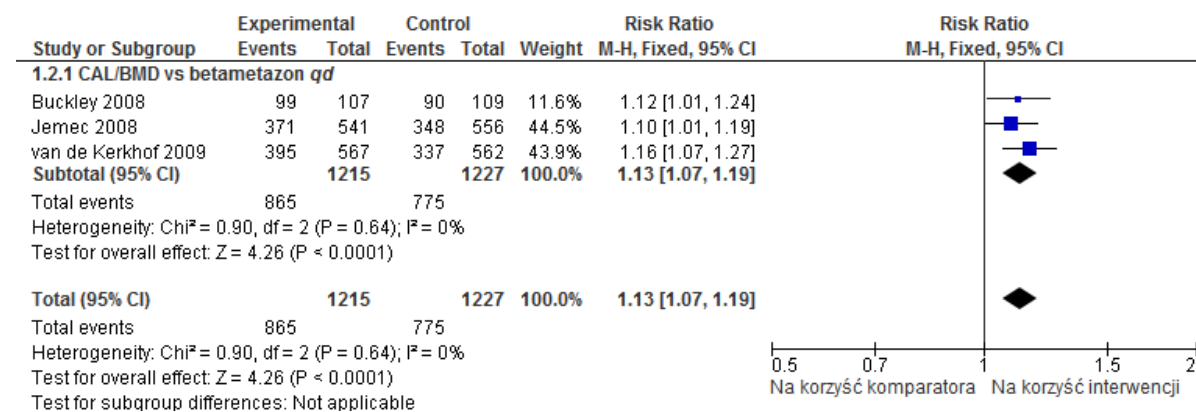 Experimental Control Risk Ratio Risk Ratio
Study or Subgroup Events Total Events Total Weight M-H, Fixed, 95% CI M-H, Fixed, 95% CI
1.2.1 CAL/BMD vs betametazon qd
Buckley 2008 99 107 90 109 11.6% 1.12 [1.01, 1.24]
Jemec 2008 371 541 348 556 44.5% 1.10 [1.01, 1.19]
van de Kerkhof 2009 395 567 337 562 43.9% 1.16 [1.07, 1.27]
Subtotal (95% CI) 1215 1227 100.0% 1.13 [1.07, 1.19]
Total events 865 775
Heterogeneity: Chi² = 0.90, df = 2 (P = 0.64); I² = 0%
Test for overall effect: Z = 4.26 (P < 0.0001)
Total (95% CI) 1215 1227 100.0% 1.13 [1.07, 1.19]
Total events 865 775
Heterogeneity: Chi² = 0.90, df = 2 (P = 0.64); I² = 0%
Test for overall effect: Z = 4.26 (P < 0.0001)
Test for subgroup differences: Not applicable
0.5 0.7 1 1.5 2
Na korzyść komparatora Na korzyść interwencji